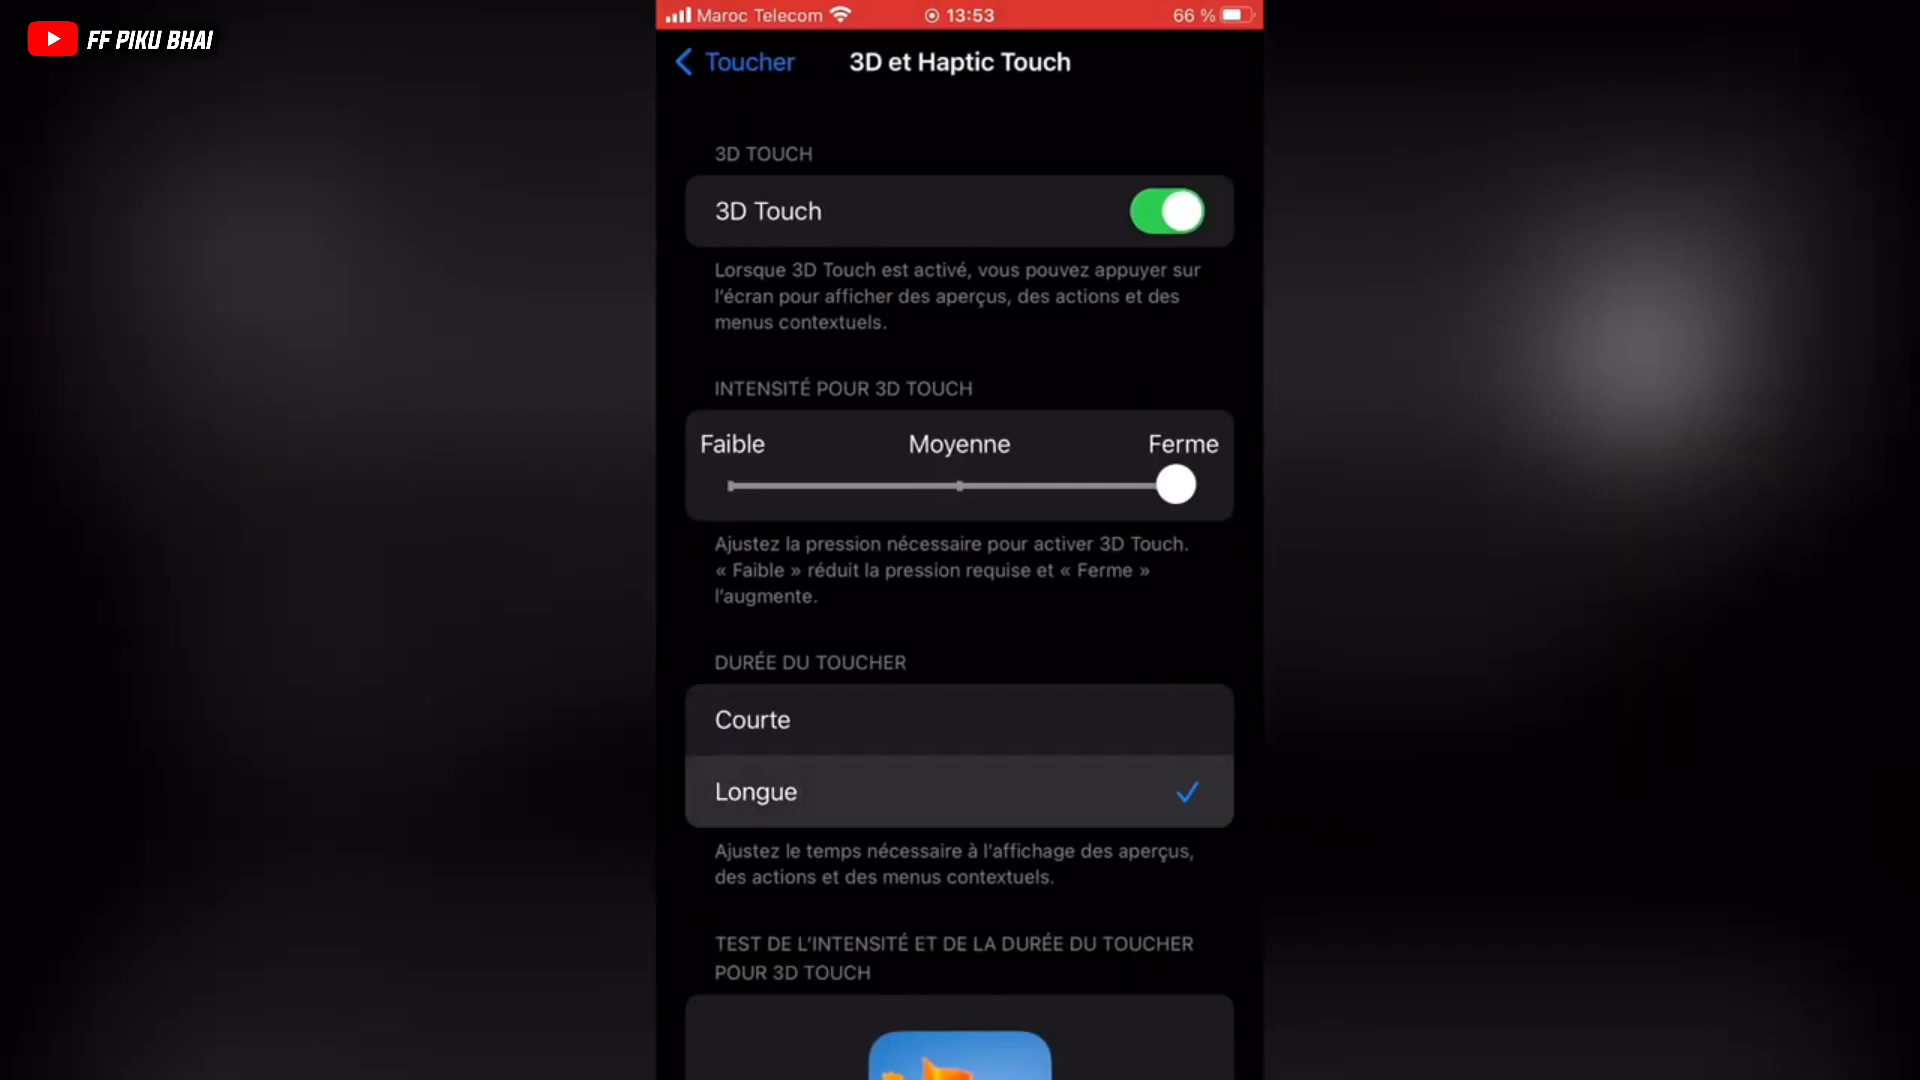 FF PIKU BHAI
Maroc Telecom 13:53 66 %
Toucher 3D et Haptic Touch
3D TOUCH
3D Touch
Lorsque 3D Touch est activé, vous pouvez appuyer sur
l’écran pour afficher des aperçus, des actions et des
menus contextuels.
INTENSITÉ POUR 3D TOUCH
Faible Moyenne Ferme
Ajustez la pression nécessaire pour activer 3D Touch.
« Faible » réduit la pression requise et « Ferme »
l’augmente.
DURÉE DU TOUCHER
Courte
Longue
Ajustez le temps nécessaire à l’affichage des aperçus,
des actions et des menus contextuels.
TEST DE L’INTENSITÉ ET DE LA DURÉE DU TOUCHER
POUR 3D TOUCH